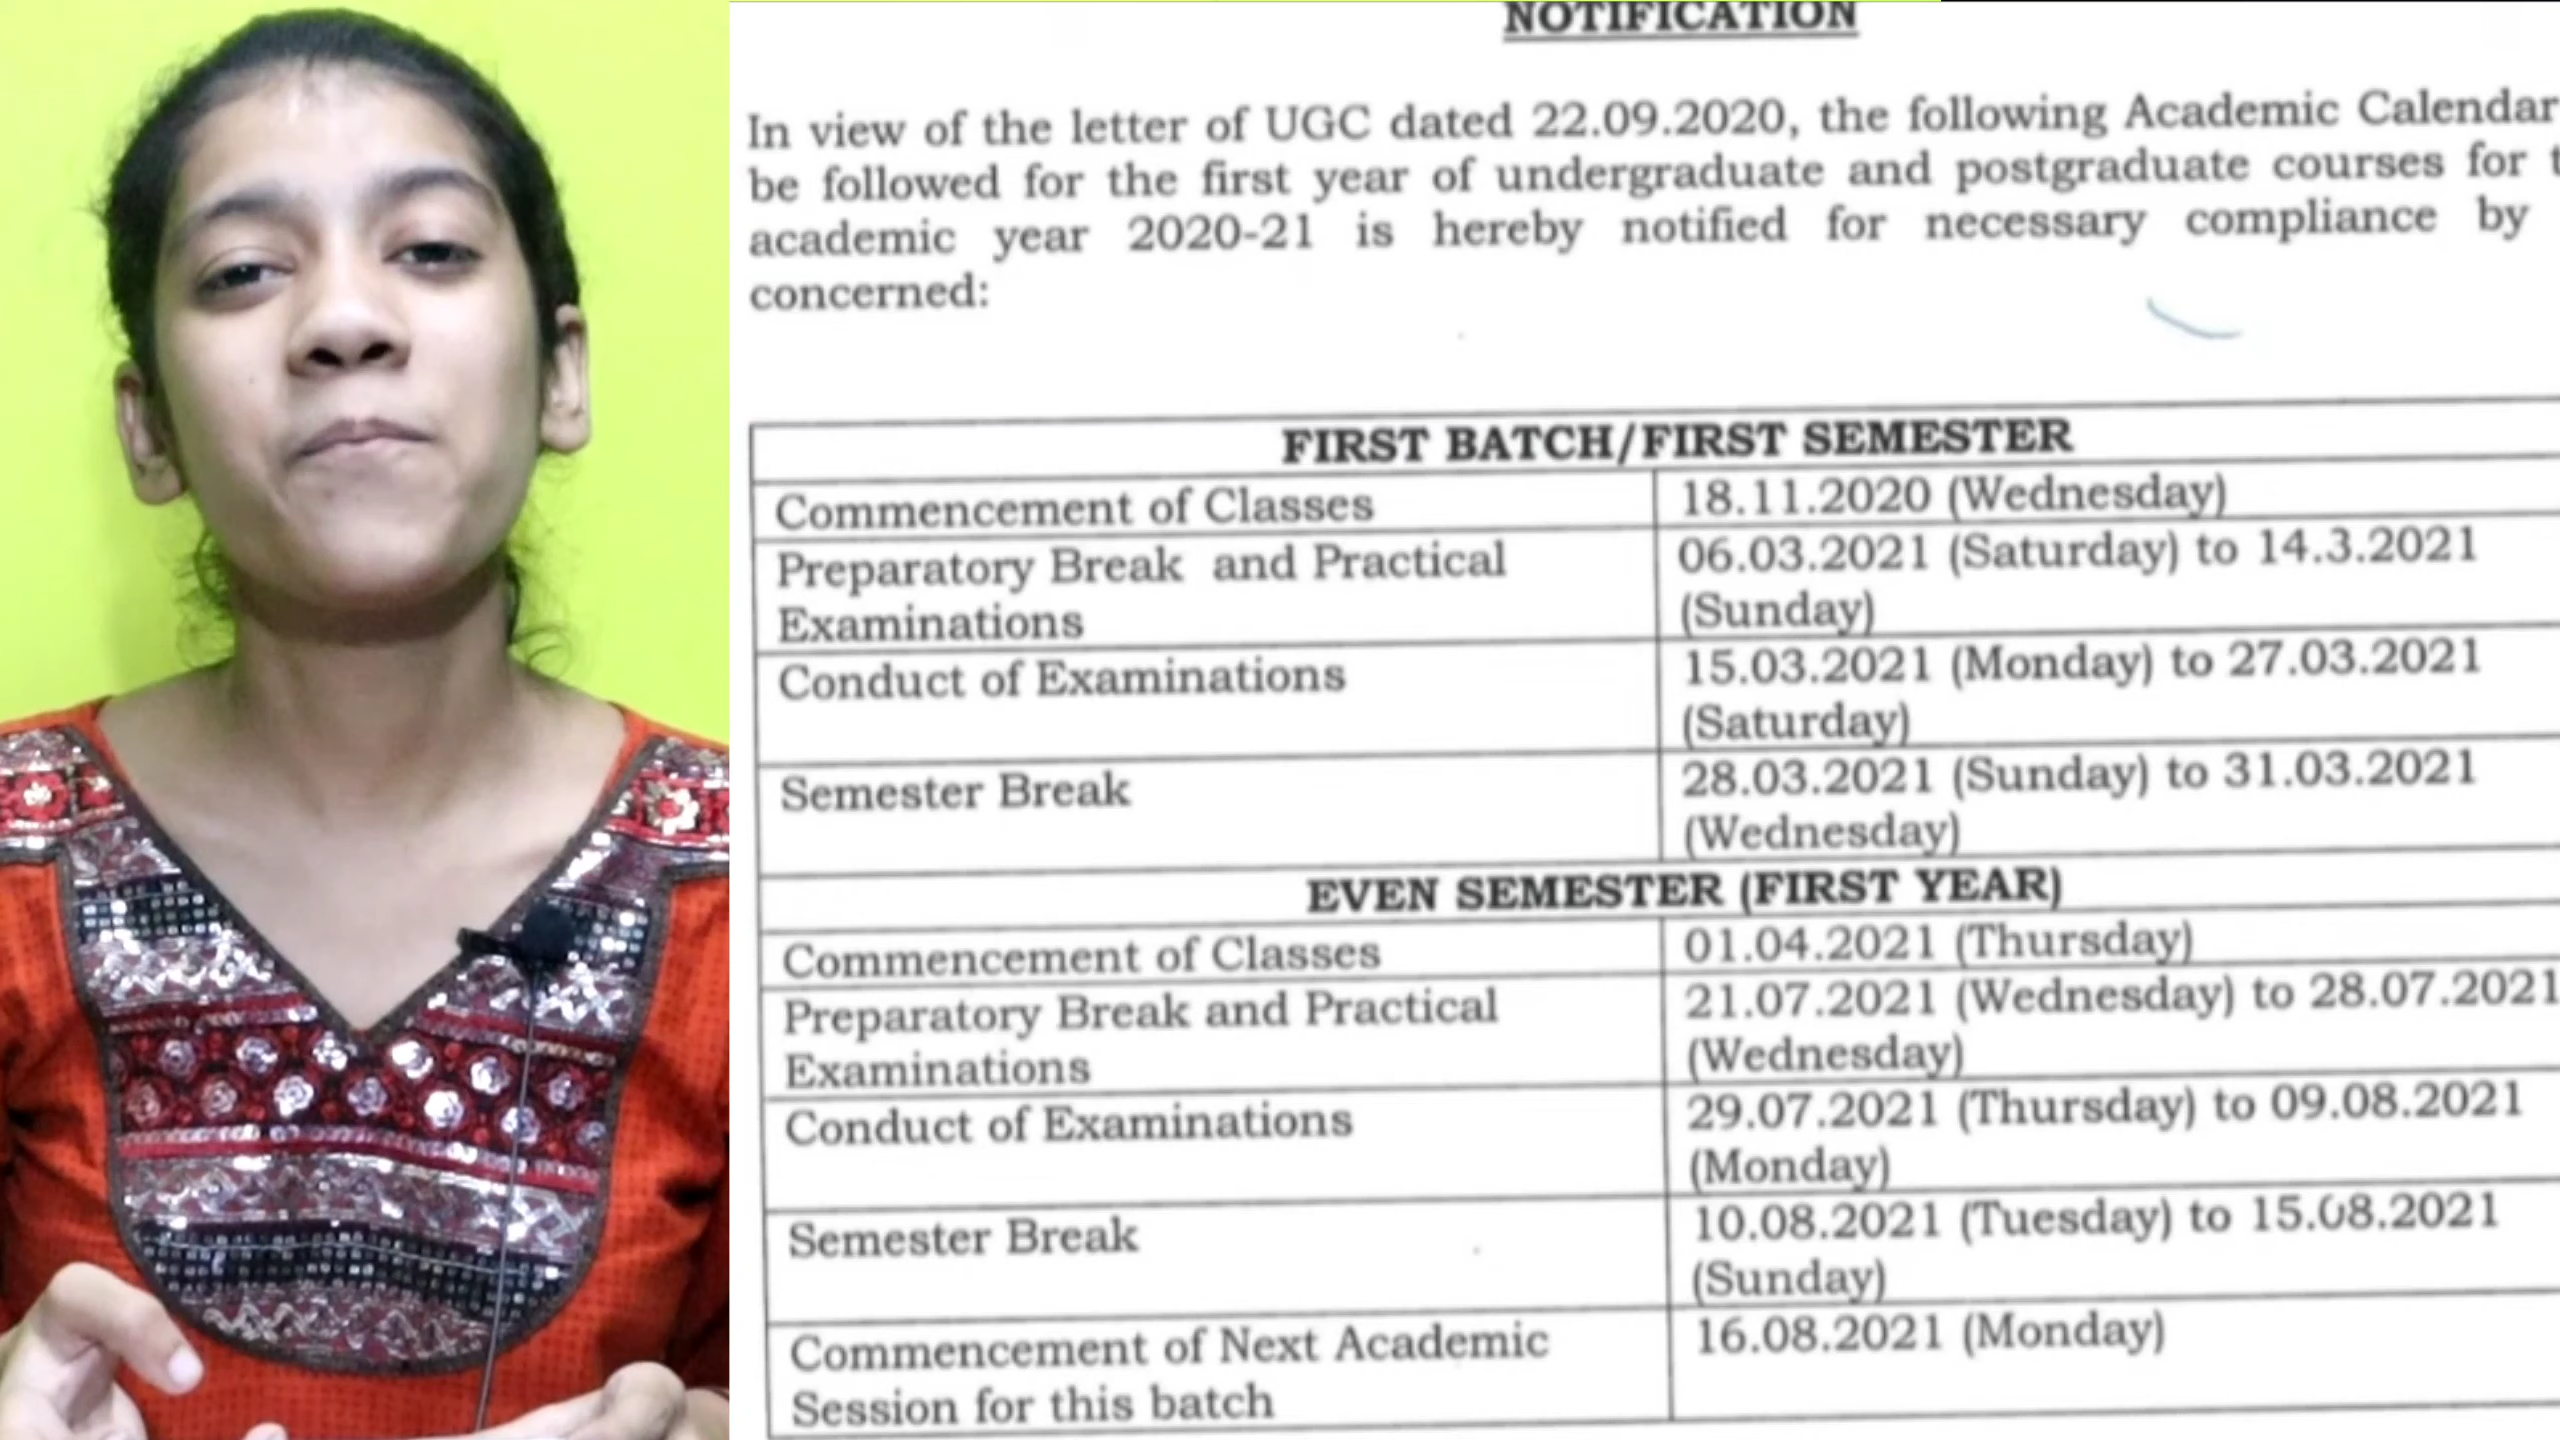 NOTIFICATION
In view of the letter of UGC dated 22.09.2020, the following Academic Calendar
be followed for the first year of undergraduate and postgraduate courses for
academic year 2020-21 is hereby notified for necessary compliance by
concerned:
FIRST BATCH/FIRST SEMESTER
Commencement of Classes 18.11.2020 (Wednesday)
Preparatory Break and Practical 06.03.2021 (Saturday) to 14.3.2021
Examinations (Sunday)
Conduct of Examinations 15.03.2021 (Monday) to 27.03.2021
(Saturday)
Semester Break 28.03.2021 (Sunday) to 31.03.2021
(Wednesday)
EVEN SEMESTER (FIRST YEAR)
Commencement of Classes 01.04.2021 (Thursday)
Preparatory Break and Practical 21.07.2021 (Wednesday) to 28.07.2021
Examinations (Wednesday)
Conduct of Examinations 29.07.2021 (Thursday) to 09.08.2021
(Monday)
Semester Break 10.08.2021 (Tuesday) to 15.08.2021
(Sunday)
Commencement of Next Academic 16.08.2021 (Monday)
Session for this batch